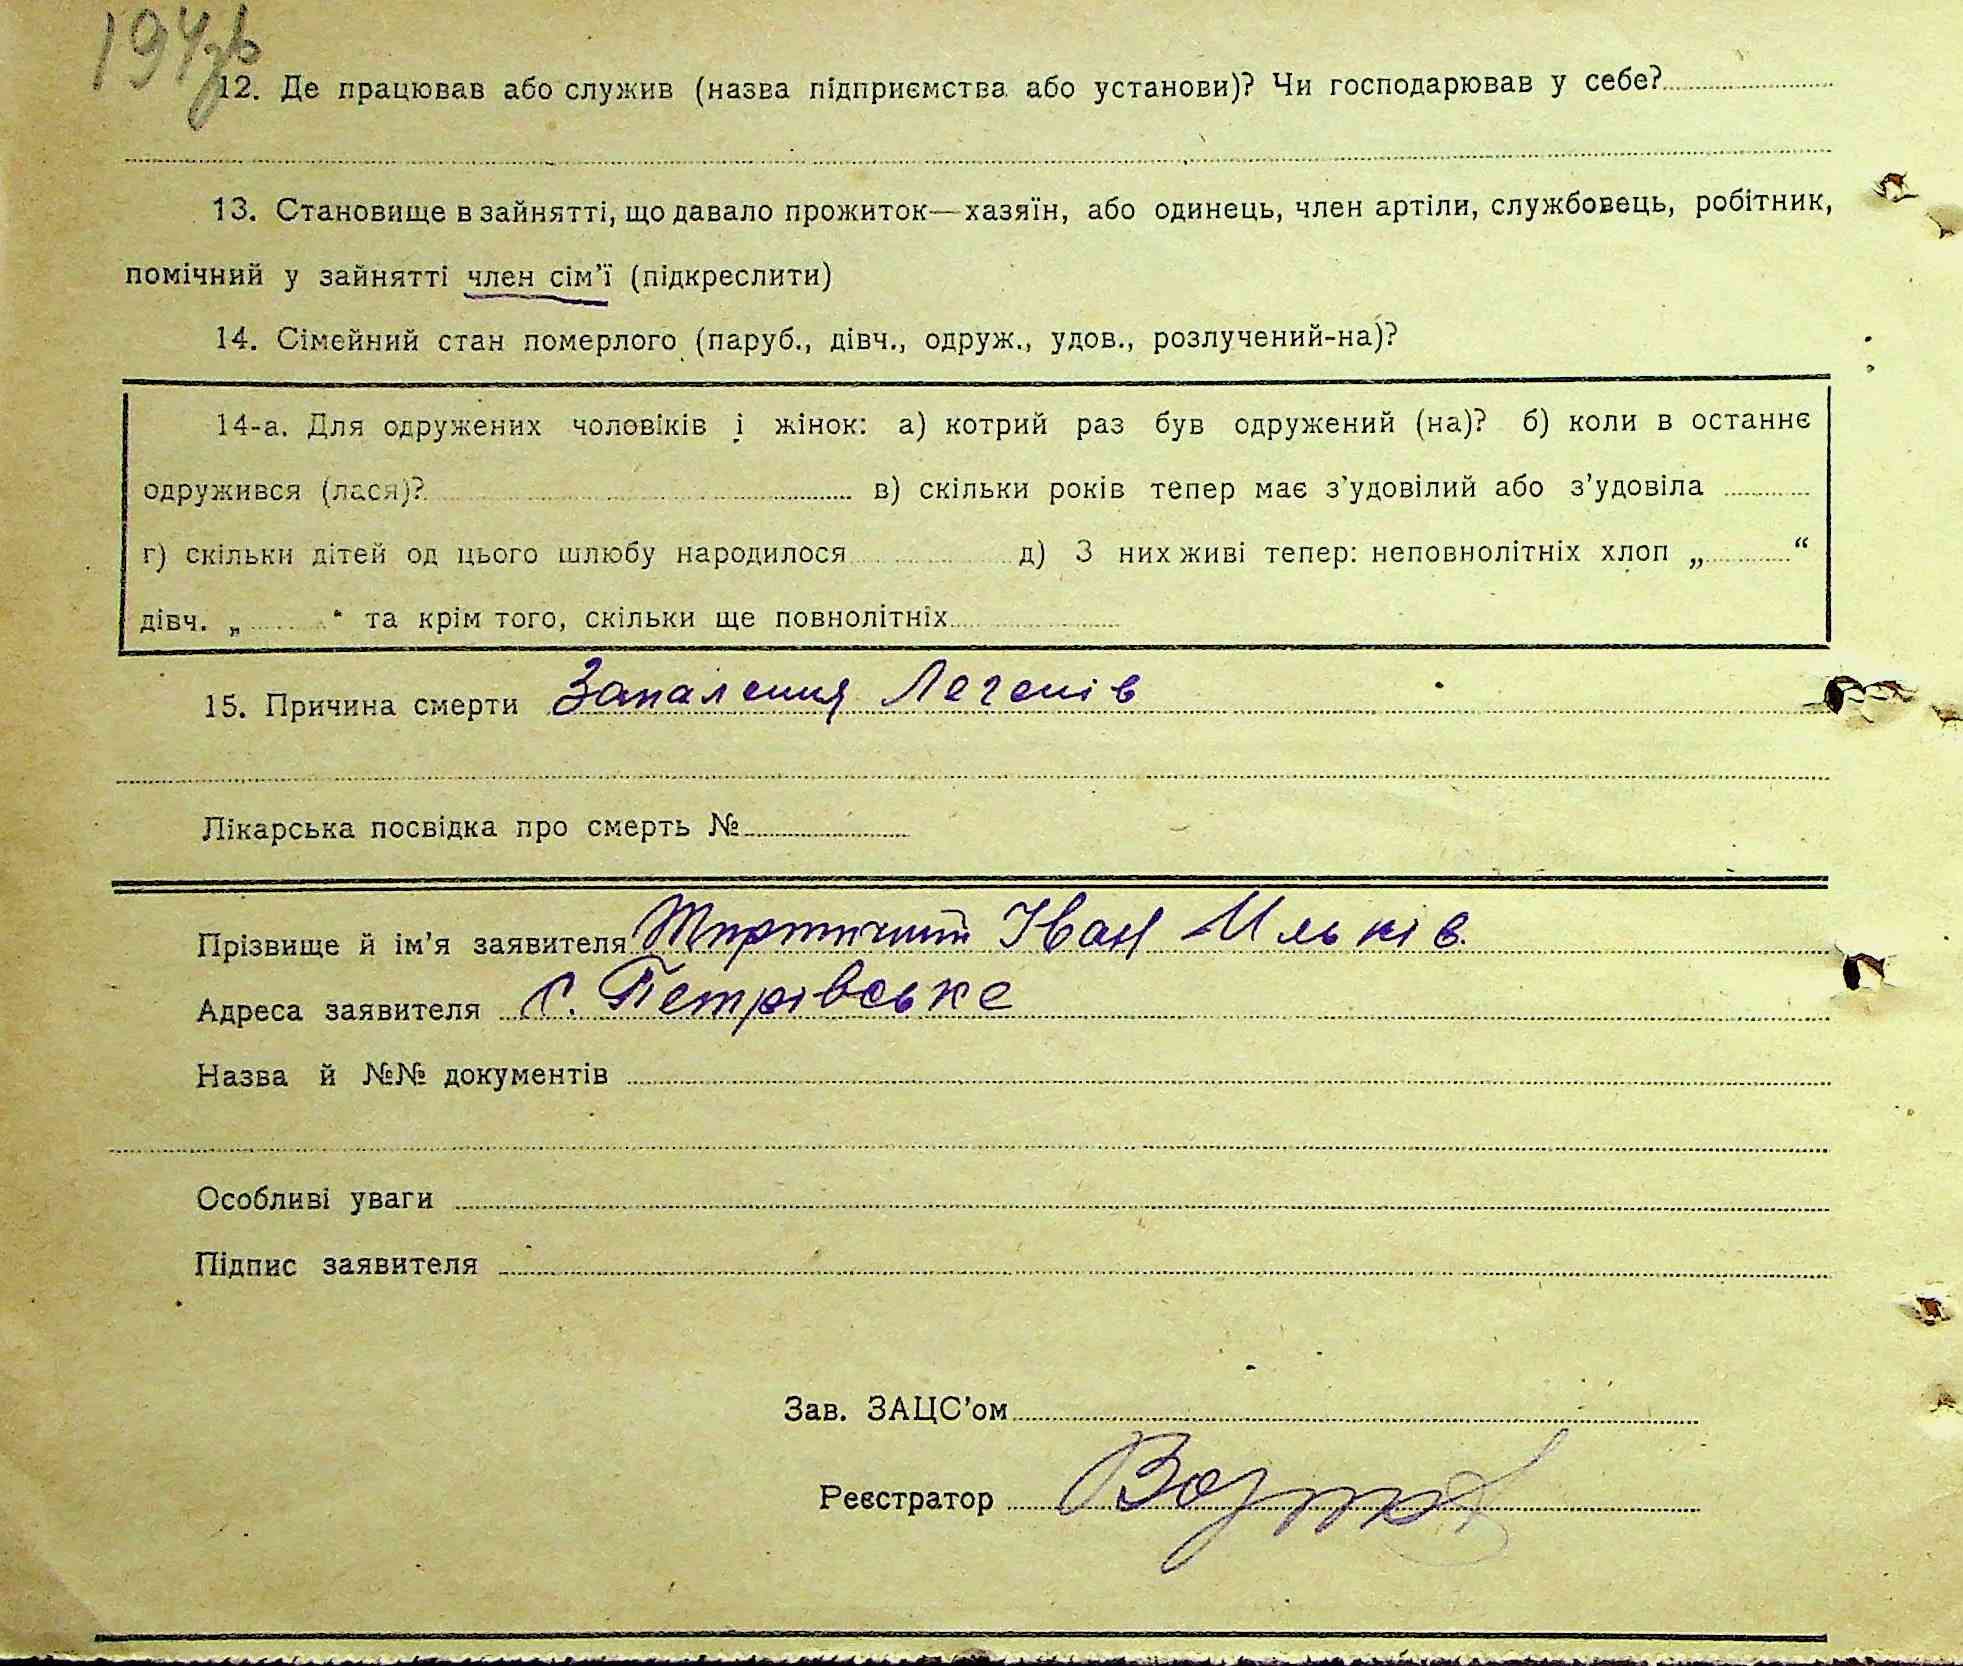 194зв
12. Де працював або служив (назва підприємства або установи)? Чи господарював у себе?
13. Становище в зайнятті, що давало прожиток—хазяїн, або одинець, член артіли, службовець, робітник,
помічний у зайнятті член сім'ї (підкреслити)
14. Сімейний стан померлого (паруб., дівч., одруж., удов., розлучений-на)?
14-а. Для одружених чоловіків і жінок: а) котрий раз був одружений (на)? б) коли в останнє
одружився (лася)? в) скільки років тепер має з'удовілий або з'удовіла
г) скільки дітей од цього шлюбу народилося д) З них живі тепер: неповнолітніх хлоп „ “
дівч. „ “ та крім того, скільки ще повнолітніх
15. Причина смерти Запалення Легенів
Лікарська посвідка про смерть №
Прізвище й ім'я заявителя Іван Ільків
Адреса заявителя с. Петрівське
Назва й №№ документів
Особливі уваги
Підпис заявителя
Зав. ЗАЦС'ом
Реєстратор